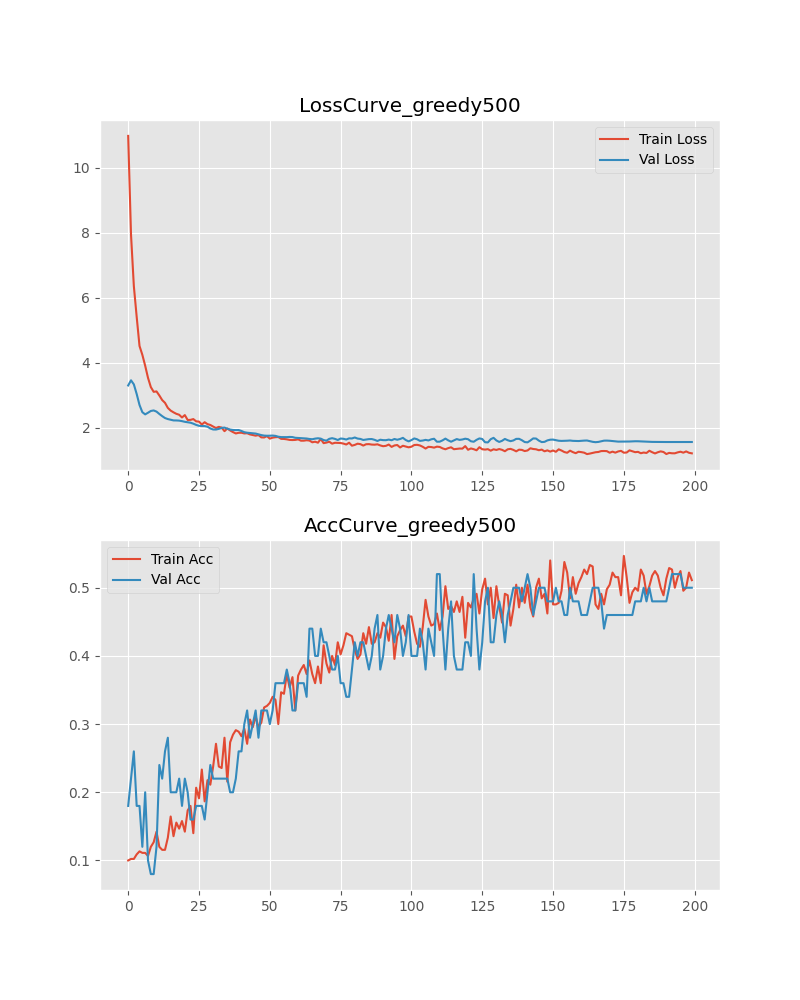 LossCurve_greedy500
Train Loss
Val Loss
10
8
6
4
2
0 25 50 75 100 125 150 175 200
AccCurve_greedy500
Train Acc
Val Acc
0.5
0.4
0.3
0.2
0.1
0 25 50 75 100 125 150 175 200